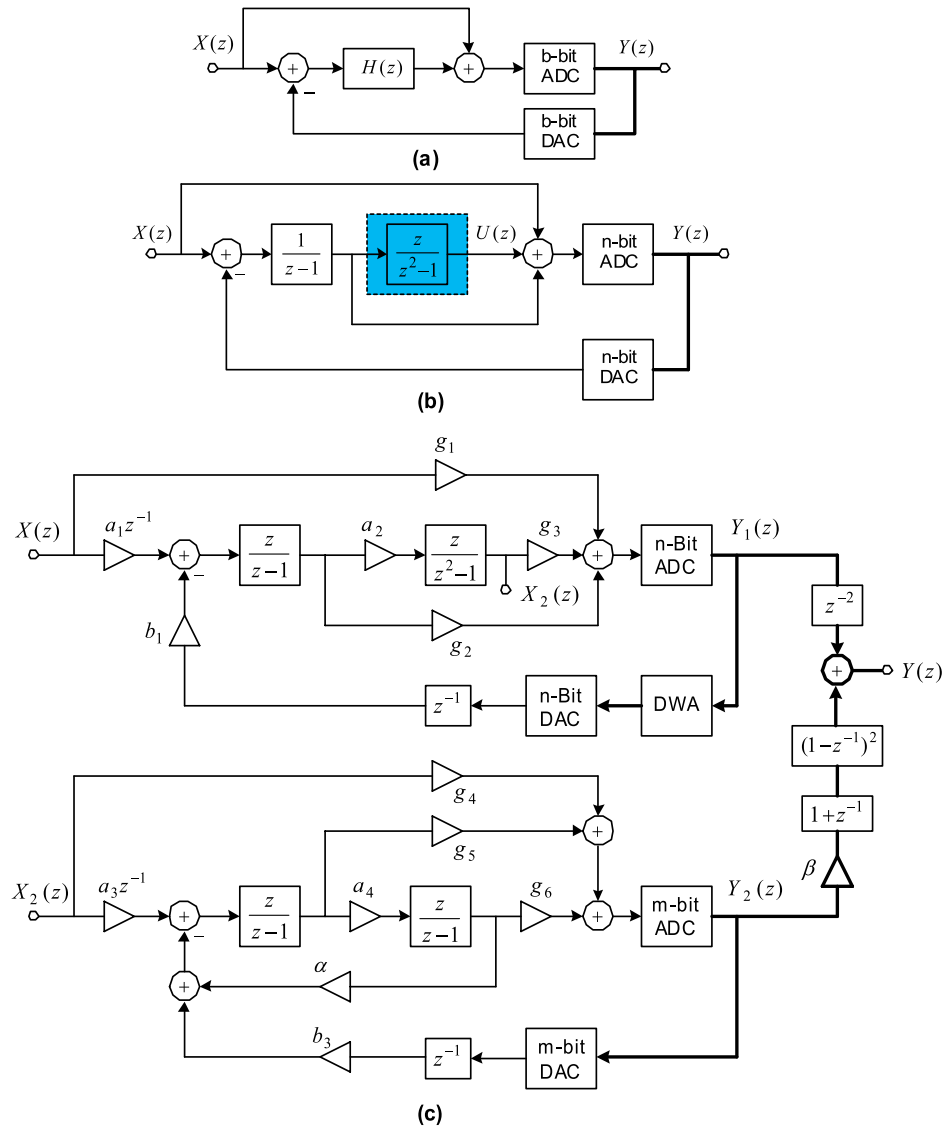 X(z)
+
−
H(z)
+
b-bit
ADC
Y(z)
b-bit
DAC
(a)
X(z)
+
−
1
z−1
z
z²−1
U(z)
+
n-bit
ADC
Y(z)
n-bit
DAC
(b)
g₁
X(z)
a₁z⁻¹
+
−
z
z−1
a₂
z
z²−1
X₂(z)
g₃
+
n-Bit
ADC
Y₁(z)
g₂
b₁
z⁻¹
n-Bit
DAC
DWA
z⁻²
+
Y(z)
(1−z⁻¹)²
1+z⁻¹
β
g₄
+
g₅
X₂(z)
a₃z⁻¹
+
−
z
z−1
a₄
z
z−1
g₆
+
m-bit
ADC
Y₂(z)
α
+
b₃
z⁻¹
m-bit
DAC
(c)